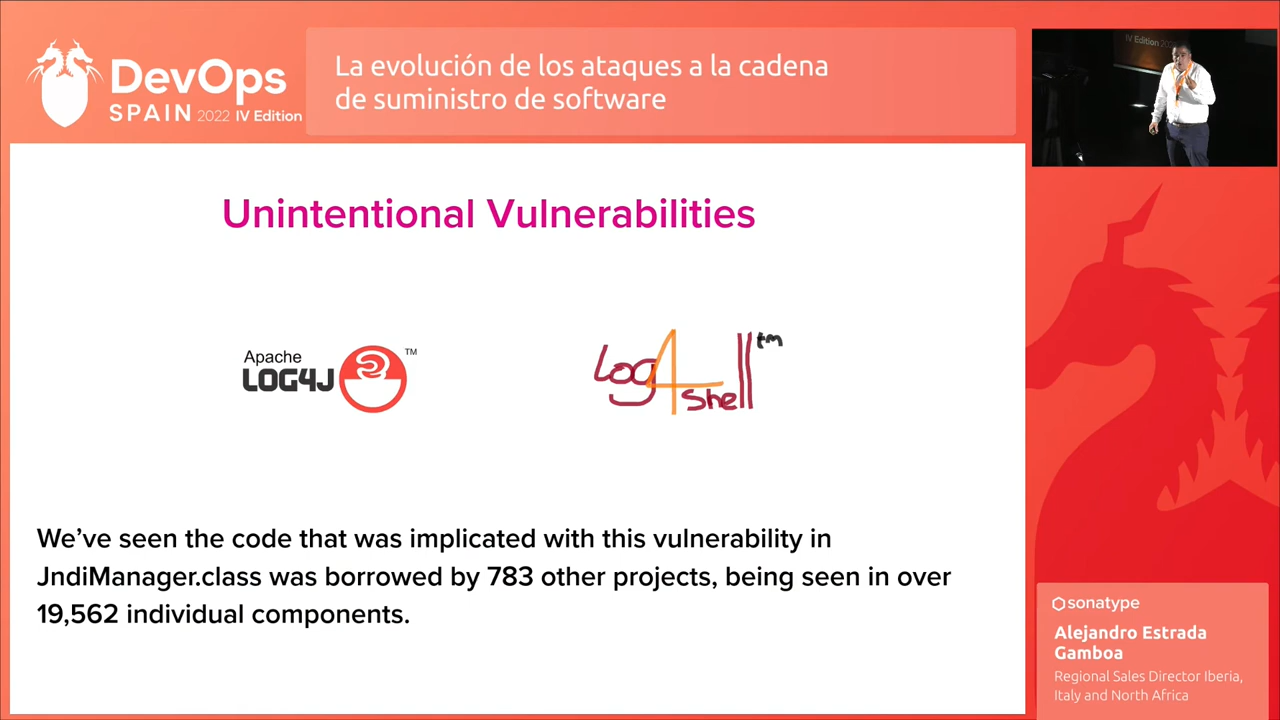 DevOps
SPAIN 2022 IV Edition
La evolución de los ataques a la cadena
de suministro de software
IV Edition 202
Unintentional Vulnerabilities
Apache
LOG4J TM
Log4Shell tm
We’ve seen the code that was implicated with this vulnerability in
JndiManager.class was borrowed by 783 other projects, being seen in over
19,562 individual components.
sonatype
Alejandro Estrada
Gamboa
Regional Sales Director Iberia,
Italy and North Africa